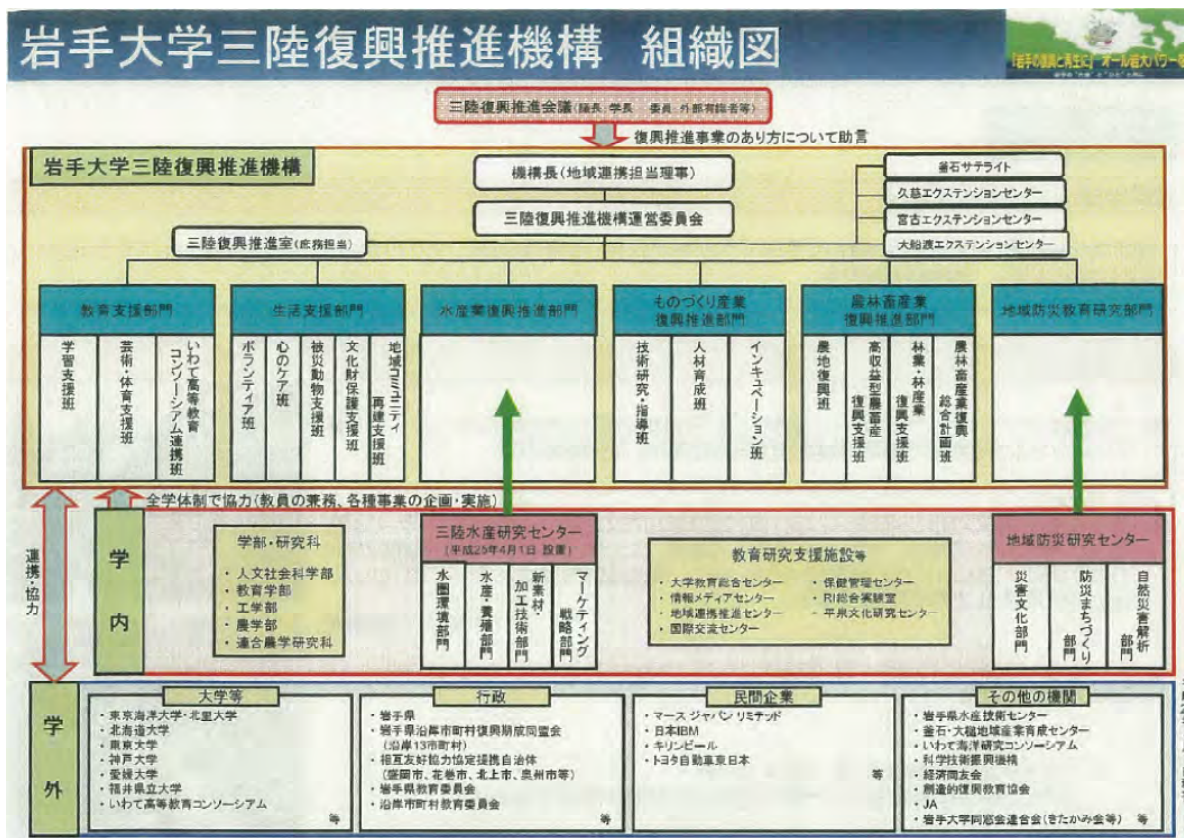 岩手大学三陸復興推進機構 組織図
「岩手の復興と再生に」オール岩大パワーを
三陸復興推進会議(議長:学長 委員:外部有識者等)
復興推進事業のあり方について助言
岩手大学三陸復興推進機構
機構長(地域連携担当理事)
三陸復興推進機構運営委員会
三陸復興推進室(庶務担当)
釜石サテライト
久慈エクステンションセンター
宮古エクステンションセンター
大船渡エクステンションセンター
教育支援部門
学習支援班
芸術・体育支援班
いわて高等教育
コンソーシアム連携班
生活支援部門
ボランティア班
心のケア班
被災動物支援班
文化財保護支援班
地域コミュニティ
再建支援班
水産業復興推進部門
ものづくり産業
復興推進部門
技術研究・指導班
人材育成班
インキュベーション班
農林畜産業
復興推進部門
農地復興班
高収益型農畜産
復興支援班
林業・林産業
復興支援班
農林畜産業復興
総合計画班
地域防災教育研究部門
連携・協力
全学体制で協力(教員の兼務、各種事業の企画・実施)
学内
学部・研究科
・人文社会科学部
・教育学部
・工学部
・農学部
・連合農学研究科
三陸水産研究センター
(平成25年4月1日 設置)
水圏環境部門
水産・養殖部門
新素材・
加工技術部門
マーケティング
戦略部門
教育研究支援施設等
・大学教育総合センター
・情報メディアセンター
・地域連携推進センター
・国際交流センター
・保健管理センター
・RI総合実験室
・平泉文化研究センター
地域防災研究センター
災害文化部門
防災まちづくり
部門
自然災害解析
部門
学外
大学等
・東京海洋大学・北里大学
・北海道大学
・東京大学
・神戸大学
・愛媛大学
・福井県立大学
・いわて高等教育コンソーシアム
等
行政
・岩手県
・岩手県沿岸市町村復興期成同盟会
(沿岸13市町村)
・相互友好協力協定提携自治体
(盛岡市、花巻市、北上市、奥州市等)
・岩手県教育委員会
・沿岸市町村教育委員会
等
民間企業
・マース ジャパン リミテッド
・日本IBM
・キリンビール
・トヨタ自動車東日本
等
その他の機関
・岩手県水産技術センター
・釜石・大槌地域産業育成センター
・いわて海洋研究コンソーシアム
・科学技術振興機構
・経済同友会
・創造的復興教育協会
・JA
・岩手大学同窓会連合会(きたかみ会等) 等